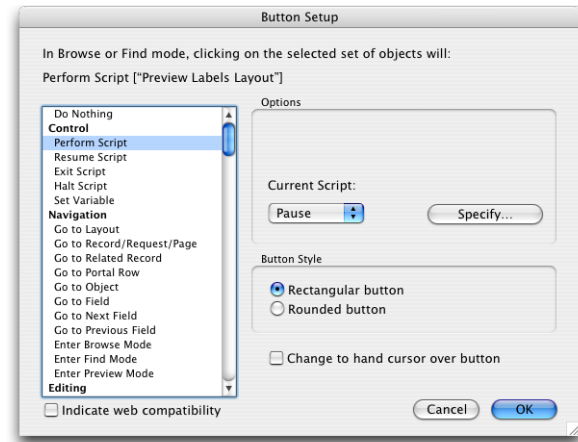 Button Setup
In Browse or Find mode, clicking on the selected set of objects will:
Perform Script [“Preview Labels Layout”]
Do Nothing
Control
Perform Script
Resume Script
Exit Script
Halt Script
Set Variable
Navigation
Go to Layout
Go to Record/Request/Page
Go to Related Record
Go to Portal Row
Go to Object
Go to Field
Go to Next Field
Go to Previous Field
Enter Browse Mode
Enter Find Mode
Enter Preview Mode
Editing
Indicate web compatibility
Options
Current Script:
Pause
Specify...
Button Style
Rectangular button
Rounded button
Change to hand cursor over button
Cancel
OK